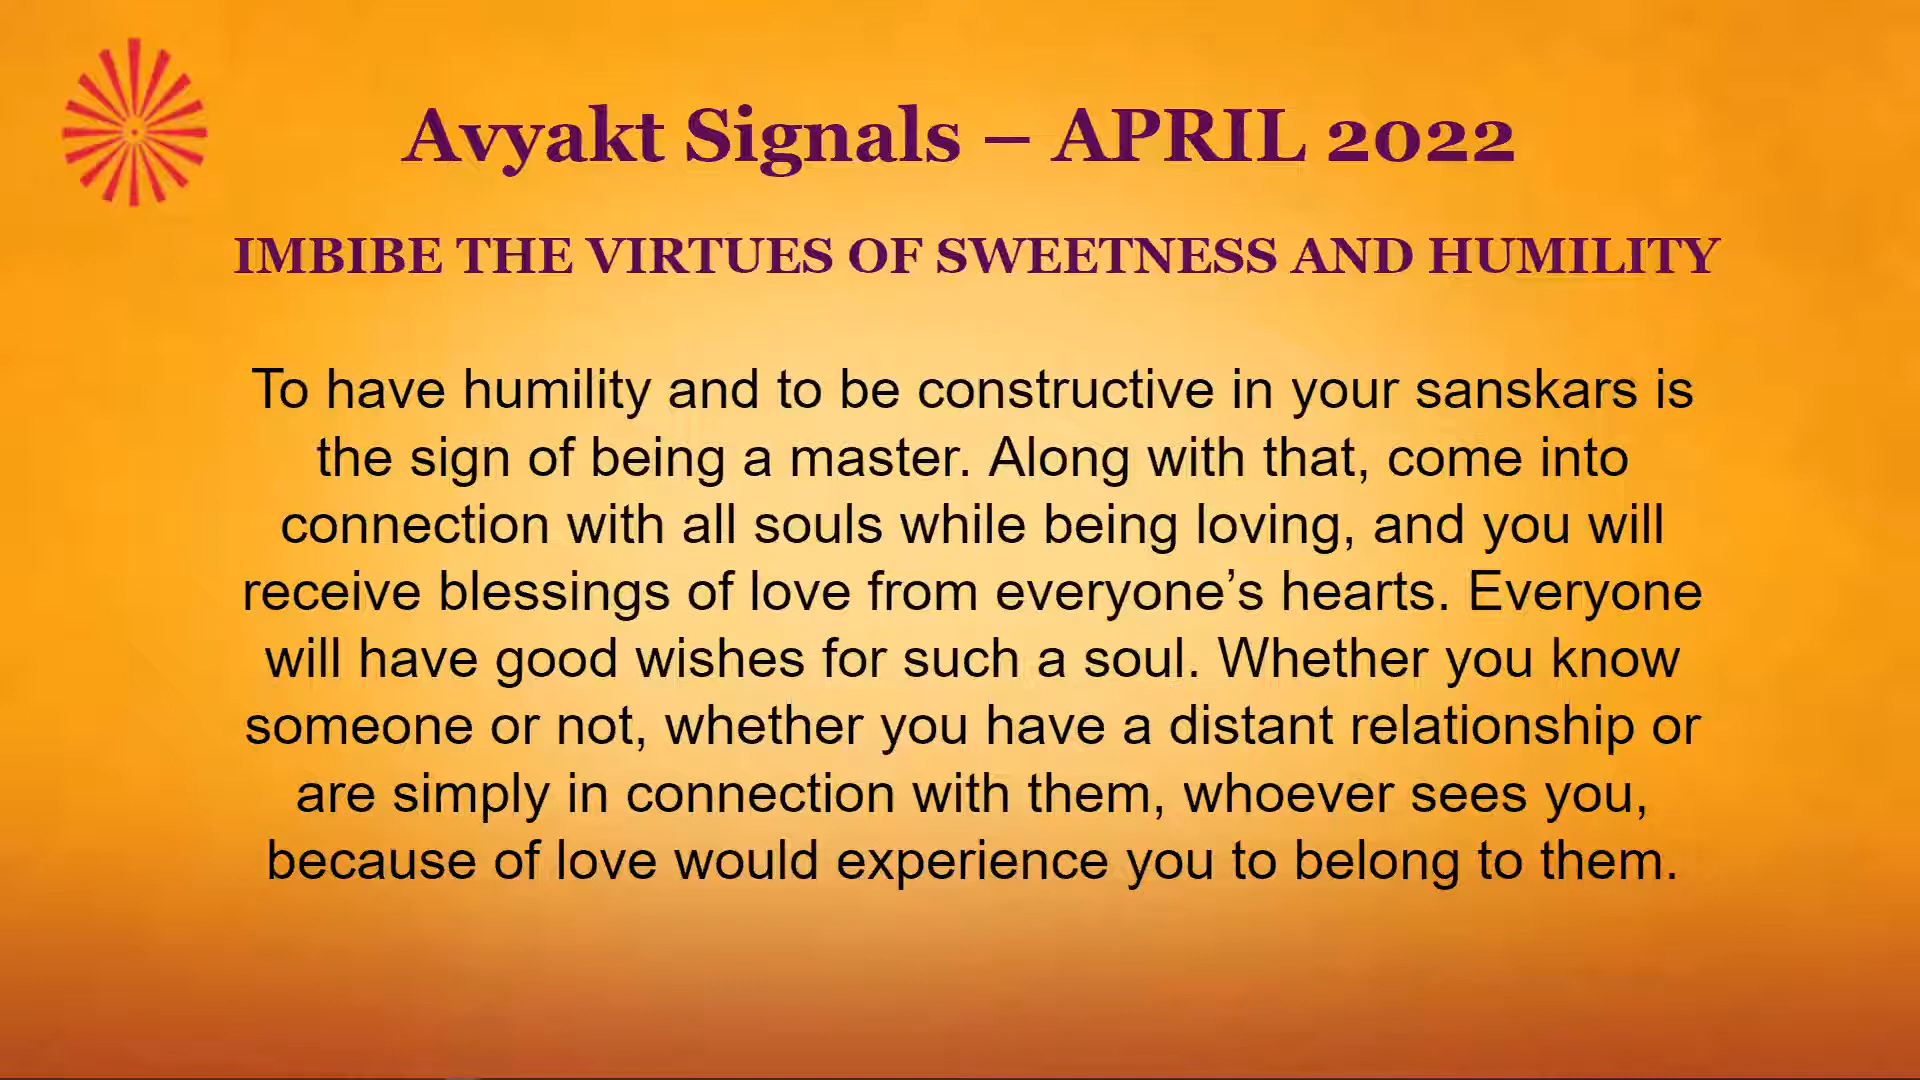 Avyakt Signals – APRIL 2022
IMBIBE THE VIRTUES OF SWEETNESS AND HUMILITY
To have humility and to be constructive in your sanskars is
the sign of being a master. Along with that, come into
connection with all souls while being loving, and you will
receive blessings of love from everyone’s hearts. Everyone
will have good wishes for such a soul. Whether you know
someone or not, whether you have a distant relationship or
are simply in connection with them, whoever sees you,
because of love would experience you to belong to them.